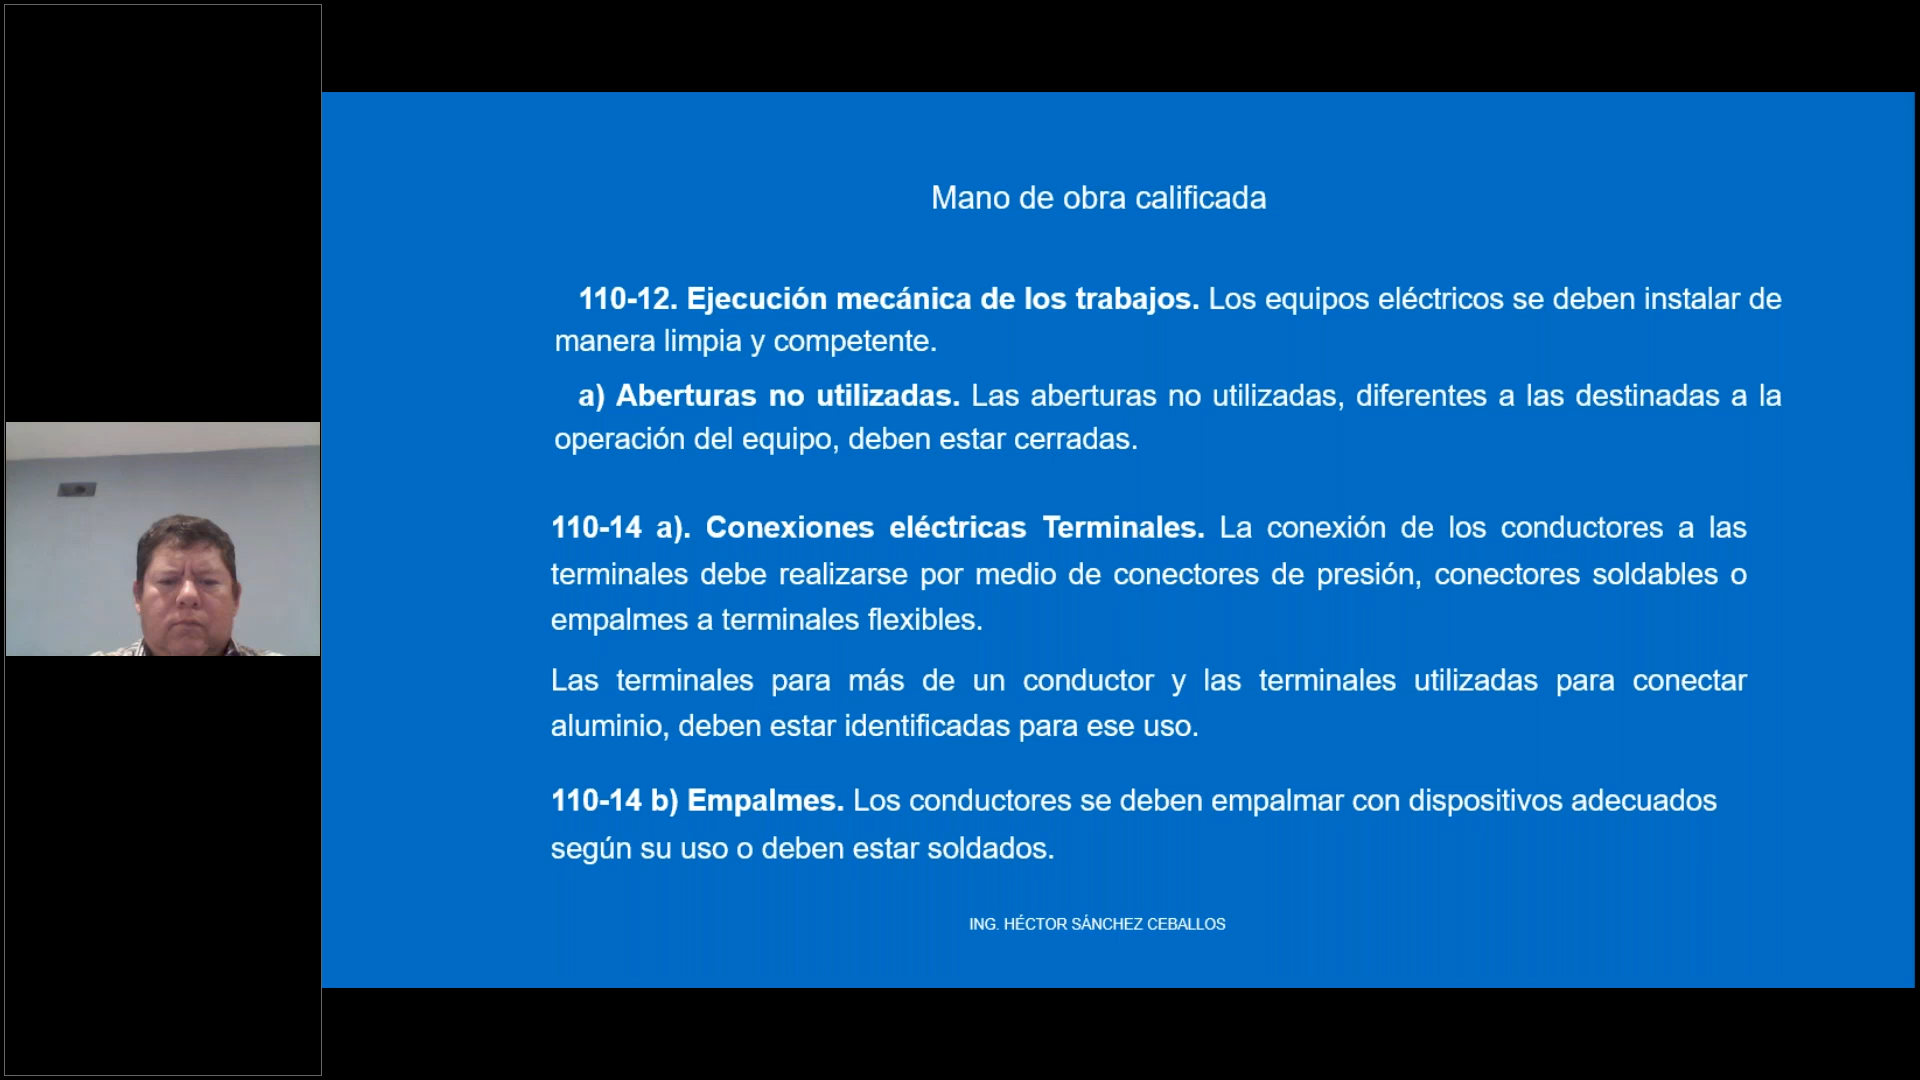 Mano de obra calificada
110-12. Ejecución mecánica de los trabajos. Los equipos eléctricos se deben instalar de
manera limpia y competente.
a) Aberturas no utilizadas. Las aberturas no utilizadas, diferentes a las destinadas a la
operación del equipo, deben estar cerradas.
110-14 a). Conexiones eléctricas Terminales. La conexión de los conductores a las
terminales debe realizarse por medio de conectores de presión, conectores soldables o
empalmes a terminales flexibles.
Las terminales para más de un conductor y las terminales utilizadas para conectar
aluminio, deben estar identificadas para ese uso.
110-14 b) Empalmes. Los conductores se deben empalmar con dispositivos adecuados
según su uso o deben estar soldados.
ING. HÉCTOR SÁNCHEZ CEBALLOS